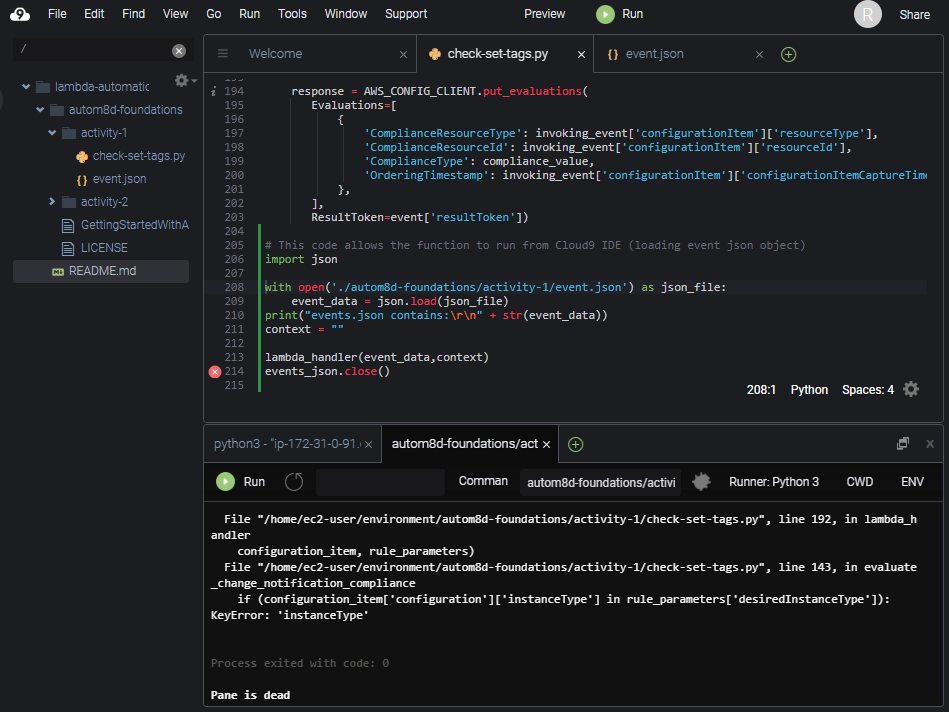 9 File Edit Find View Go Run Tools Window Support Preview Run R Share
/
lambda-automatic
autom8d-foundations
activity-1
check-set-tags.py
event.json
activity-2
GettingStartedWithA
LICENSE
README.md
Welcome × check-set-tags.py × {} event.json ×
i 194 response = AWS_CONFIG_CLIENT.put_evaluations(
195 Evaluations=[
196 {
197 'ComplianceResourceType': invoking_event['configurationItem']['resourceType'],
198 'ComplianceResourceId': invoking_event['configurationItem']['resourceId'],
199 'ComplianceType': compliance_value,
200 'OrderingTimestamp': invoking_event['configurationItem']['configurationItemCaptureTime
201 },
202 ],
203 ResultToken=event['resultToken'])
204
205 # This code allows the function to run from Cloud9 IDE (loading event json object)
206 import json
207
208 with open('./autom8d-foundations/activity-1/event.json') as json_file:
209 event_data = json.load(json_file)
210 print("events.json contains:\r\n" + str(event_data))
211 context = ""
212
213 lambda_handler(event_data,context)
214 events_json.close()
215
208:1 Python Spaces: 4
python3 - "ip-172-31-0-91. × autom8d-foundations/act ×
Run Comman autom8d-foundations/activi Runner: Python 3 CWD ENV
File "/home/ec2-user/environment/autom8d-foundations/activity-1/check-set-tags.py", line 192, in lambda_h
andler
configuration_item, rule_parameters)
File "/home/ec2-user/environment/autom8d-foundations/activity-1/check-set-tags.py", line 143, in evaluate
_change_notification_compliance
if (configuration_item['configuration']['instanceType'] in rule_parameters['desiredInstanceType']):
KeyError: 'instanceType'
Process exited with code: 0
Pane is dead